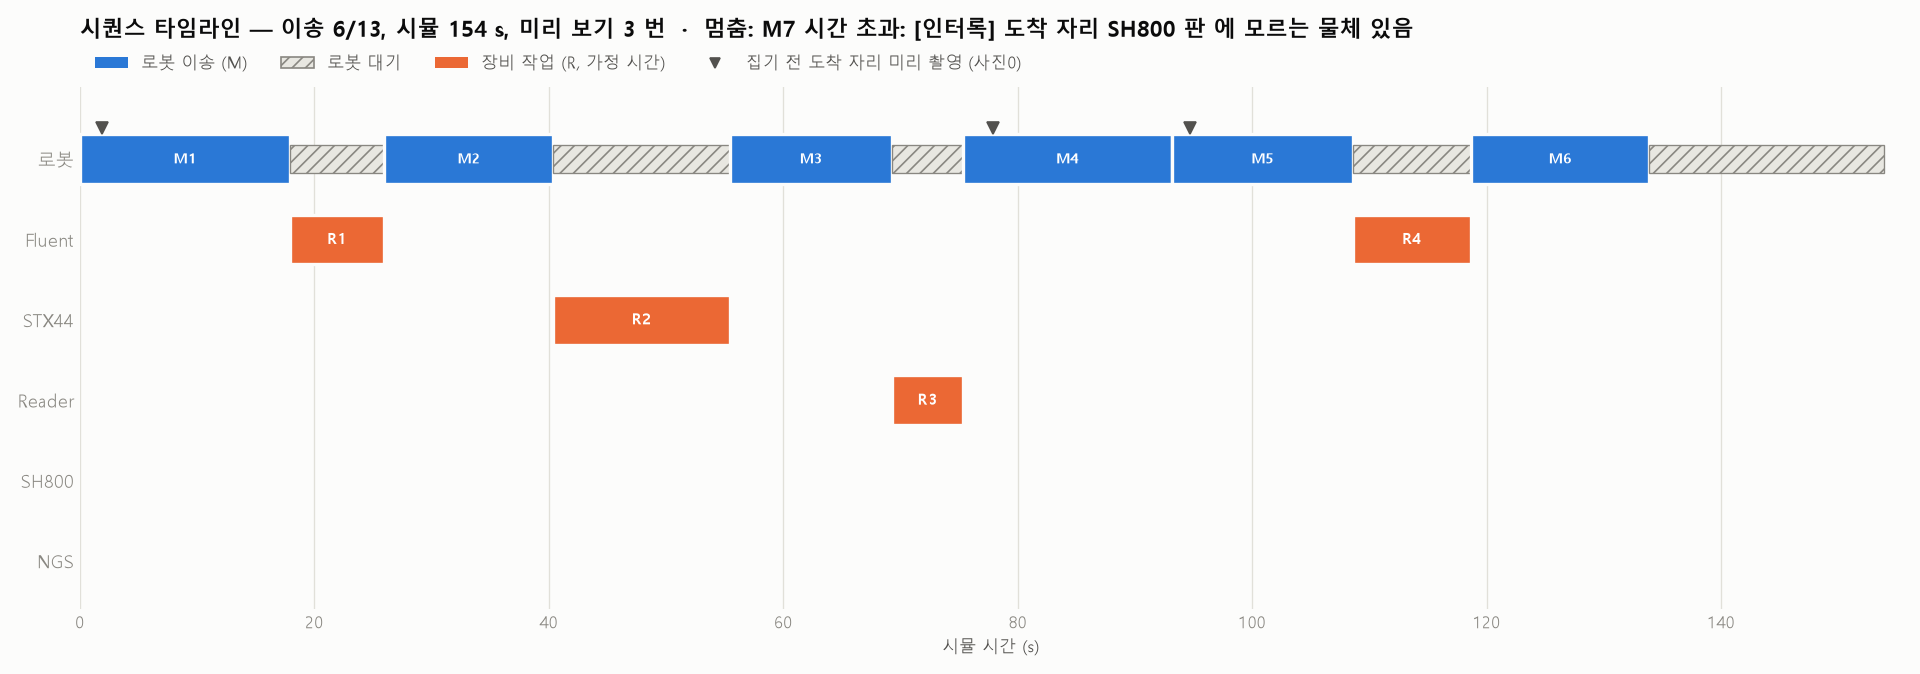 시퀀스 타임라인 — 이송 6/13, 시뮬 154 s, 미리 보기 3 번 · 멈춤: M7 시간 초과: [인터록] 도착 자리 SH800 판 에 모르는 물체 있음
로봇 이송 (M) 로봇 대기 장비 작업 (R, 가정 시간) 집기 전 도착 자리 미리 촬영 (사진0)
로봇 M1 M2 M3 M4 M5 M6
Fluent R1 R4
STX44 R2
Reader R3
SH800
NGS
0 20 40 60 80 100 120 140
시뮬 시간 (s)